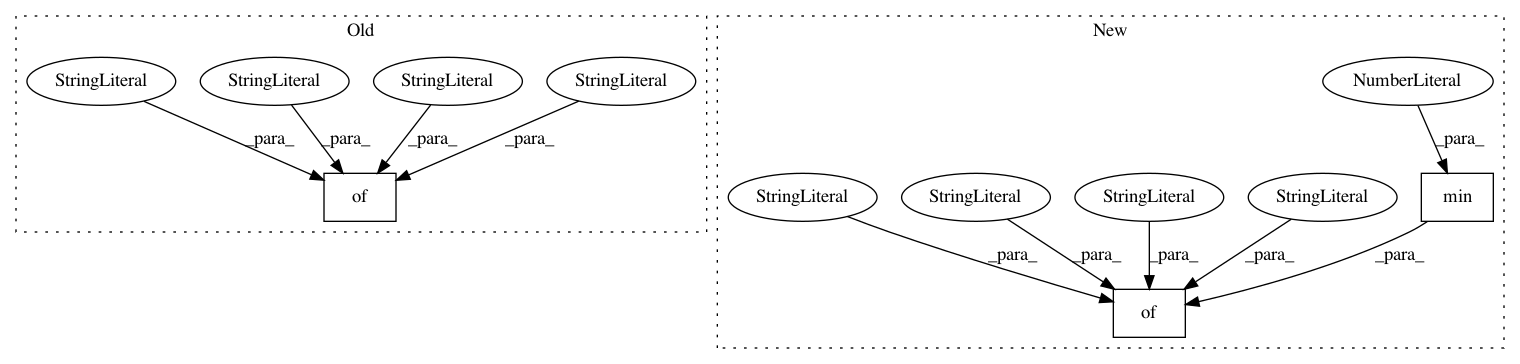 Old
StringLiteral StringLiteral StringLiteral StringLiteral
_para_ _para_ _para_ _para_
of
New
NumberLiteral
_para_
StringLiteral StringLiteral StringLiteral StringLiteral min
_para_ _para_ _para_ _para_ _para_
of